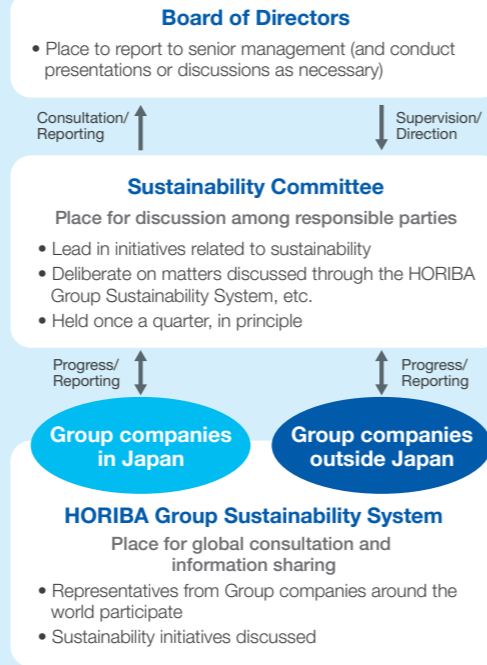 Board of Directors
• Place to report to senior management (and conduct
presentations or discussions as necessary)
Consultation/
Reporting
Supervision/
Direction
Sustainability Committee
Place for discussion among responsible parties
• Lead in initiatives related to sustainability
• Deliberate on matters discussed through the HORIBA
Group Sustainability System, etc.
• Held once a quarter, in principle
Progress/
Reporting
Progress/
Reporting
Group companies
in Japan
Group companies
outside Japan
HORIBA Group Sustainability System
Place for global consultation and
information sharing
• Representatives from Group companies around the
world participate
• Sustainability initiatives discussed